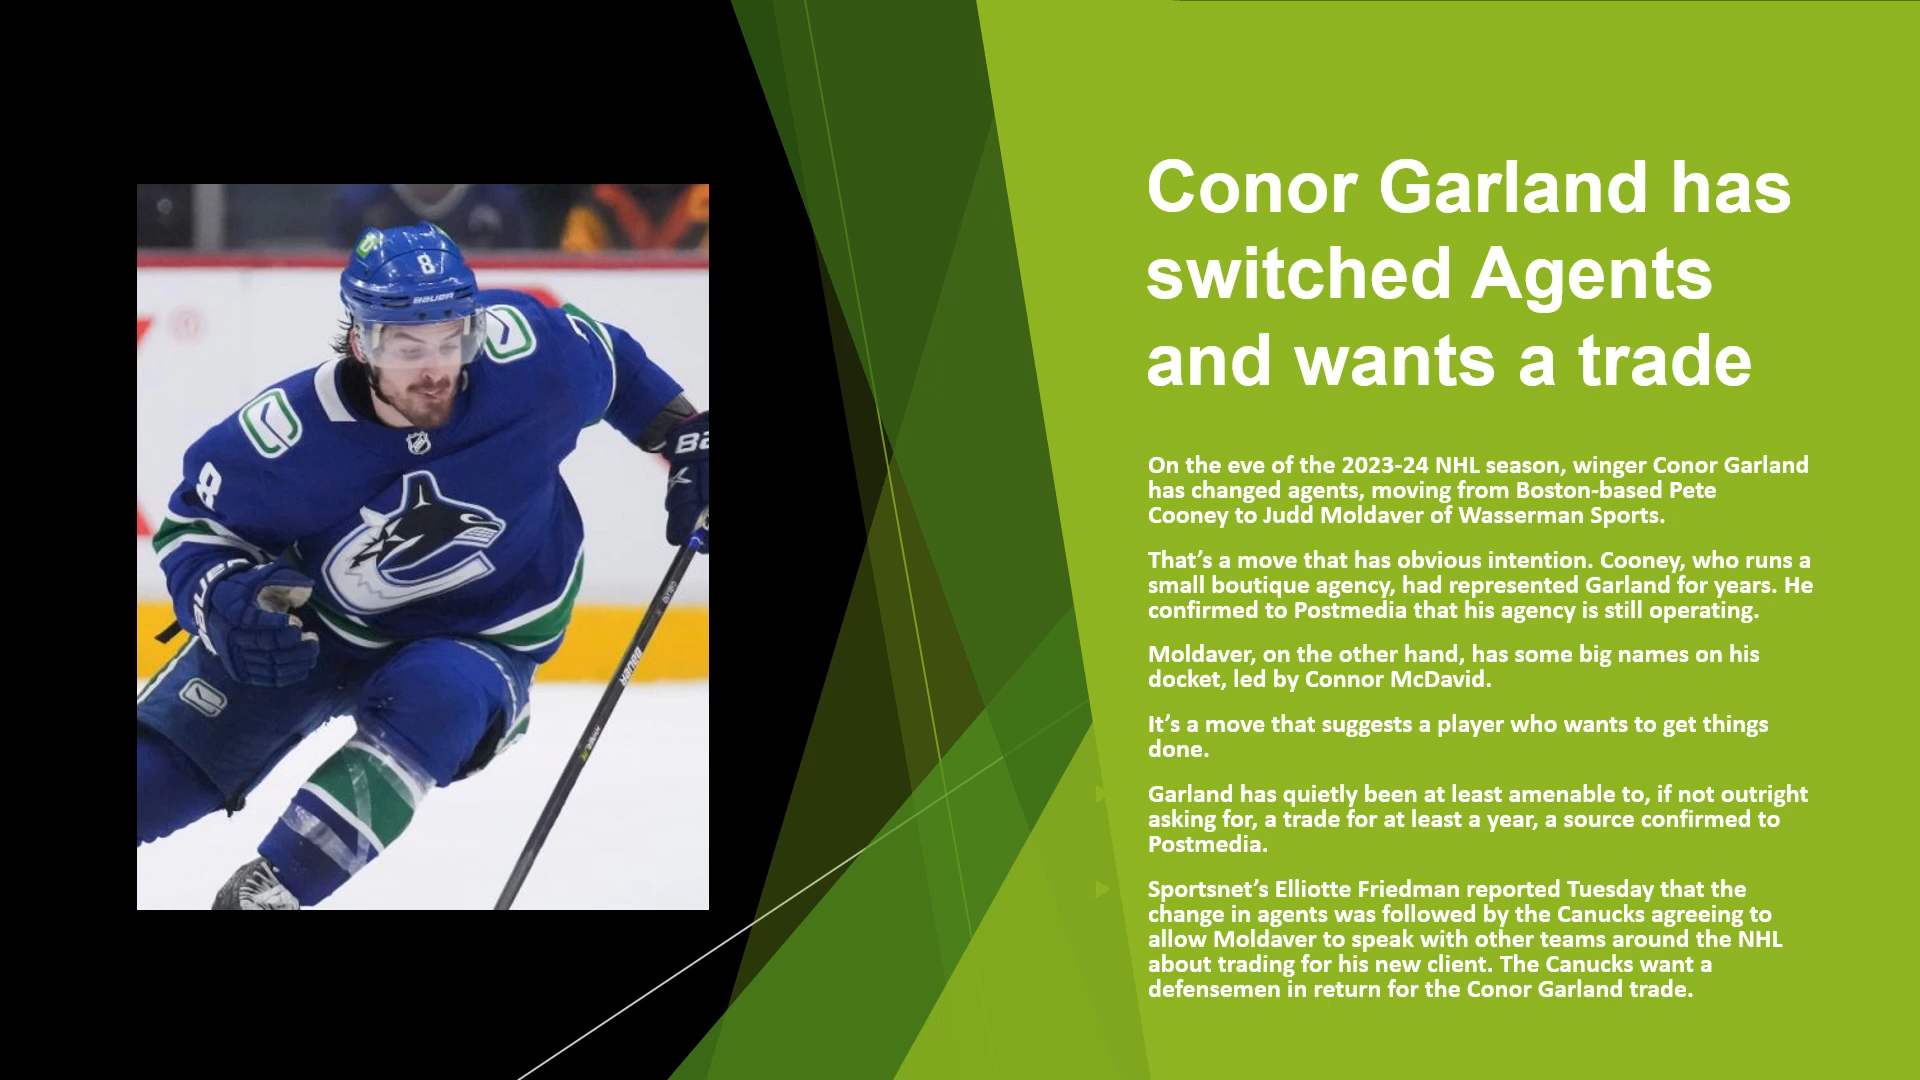 Conor Garland has
switched Agents
and wants a trade
On the eve of the 2023-24 NHL season, winger Conor Garland
has changed agents, moving from Boston-based Pete
Cooney to Judd Moldaver of Wasserman Sports.
That’s a move that has obvious intention. Cooney, who runs a
small boutique agency, had represented Garland for years. He
confirmed to Postmedia that his agency is still operating.
Moldaver, on the other hand, has some big names on his
docket, led by Connor McDavid.
It’s a move that suggests a player who wants to get things
done.
Garland has quietly been at least amenable to, if not outright
asking for, a trade for at least a year, a source confirmed to
Postmedia.
Sportsnet’s Elliotte Friedman reported Tuesday that the
change in agents was followed by the Canucks agreeing to
allow Moldaver to speak with other teams around the NHL
about trading for his new client. The Canucks want a
defensemen in return for the Conor Garland trade.
8
BAUER
8
BAUER
BAUER